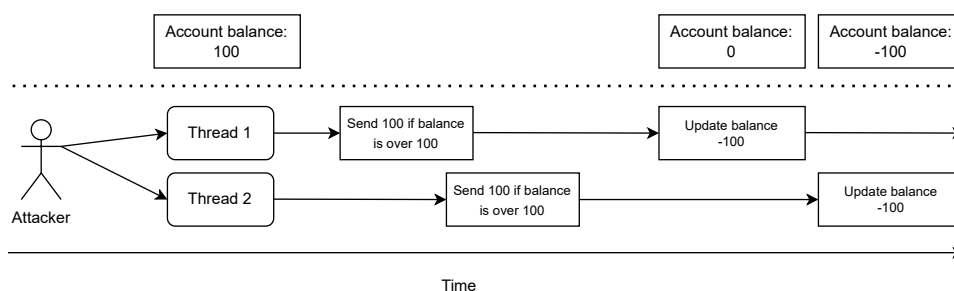 Account balance:
100
Account balance:
0
Account balance:
-100
Thread 1
Send 100 if balance
is over 100
Update balance
-100
Thread 2
Send 100 if balance
is over 100
Update balance
-100
Attacker
Time